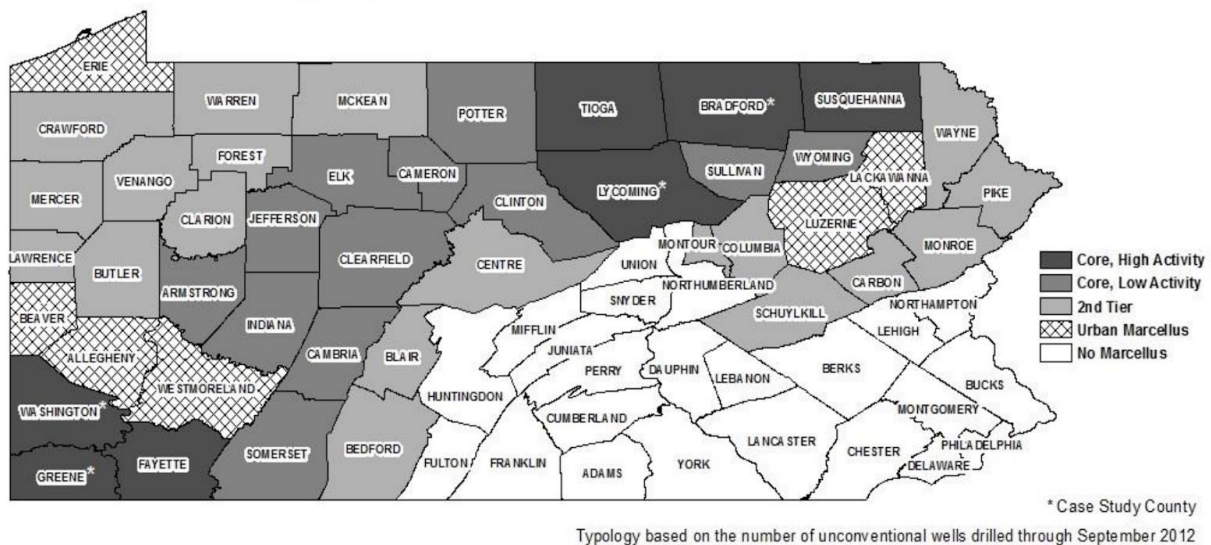 ERIE
WARREN
MCKEAN
POTTER
TIOGA
BRADFORD*
SUSQUEHANNA
CRAWFORD
WAYNE
FOREST
WYOMING
VENANGO
ELK
CAMERON
SULLIVAN
LACKAWANNA
MERCER
LYCOMING*
PIKE
CLARION
JEFFERSON
CLINTON
LUZERNE
LAWRENCE
BUTLER
CLEARFIELD
CENTRE
MONTOUR
COLUMBIA
MONROE
UNION
ARMSTRONG
NORTHUMBERLAND
CARBON
SNYDER
NORTHAMPTON
BEAVER
INDIANA
SCHUYLKILL
LEHIGH
MIFFLIN
ALLEGHENY
CAMBRIA
BLAIR
JUNIATA
PERRY
DAUPHIN
LEBANON
BERKS
BUCKS
WESTMORELAND
HUNTINGDON
WASHINGTON*
CUMBERLAND
MONTGOMERY
LANCASTER
PHILADELPHIA
SOMERSET
BEDFORD
CHESTER
FAYETTE
FULTON
FRANKLIN
YORK
DELAWARE
GREENE*
ADAMS
Core, High Activity
Core, Low Activity
2nd Tier
Urban Marcellus
No Marcellus
* Case Study County
Typology based on the number of unconventional wells drilled through September 2012